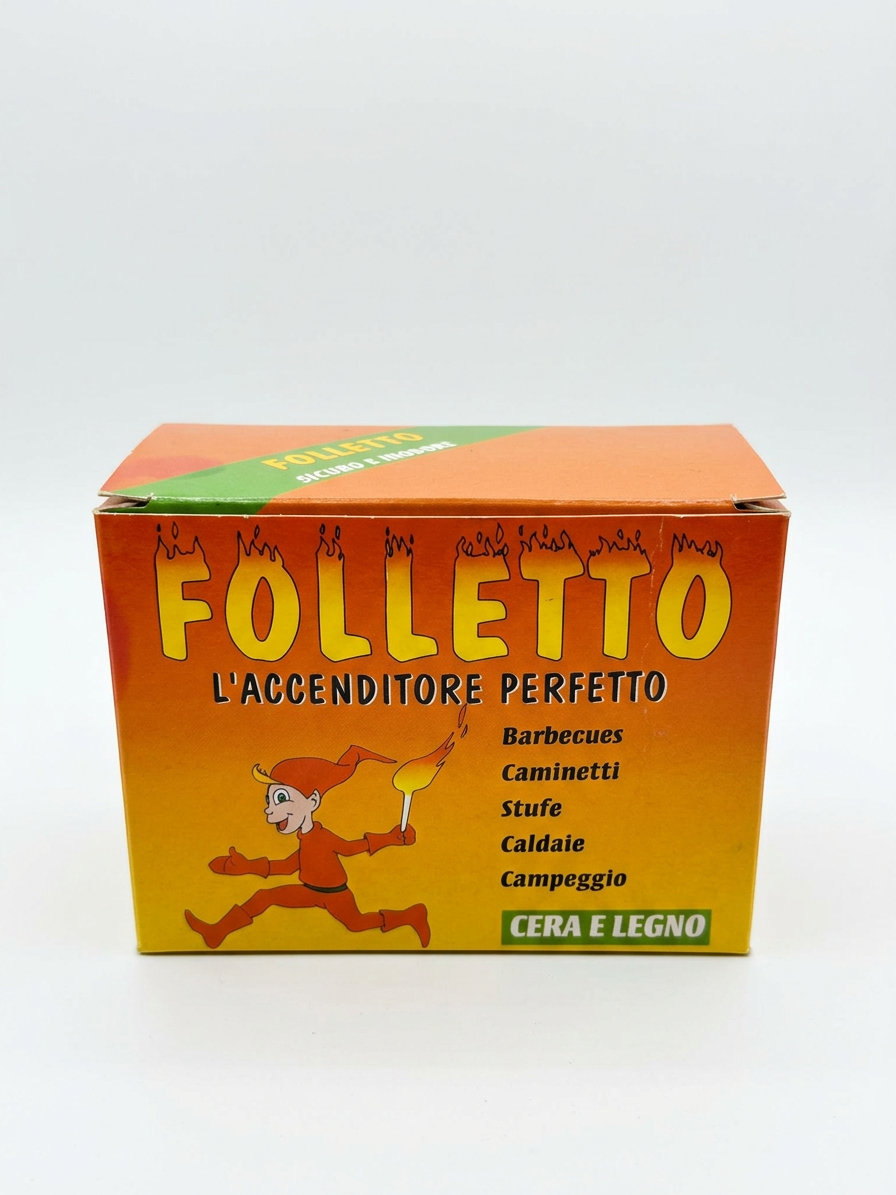 FOLLETTO
SICURO E INODORE
FOLLETTO
L'ACCENDITORE PERFETTO
Barbecues
Caminetti
Stufe
Caldaie
Campeggio
CERA E LEGNO